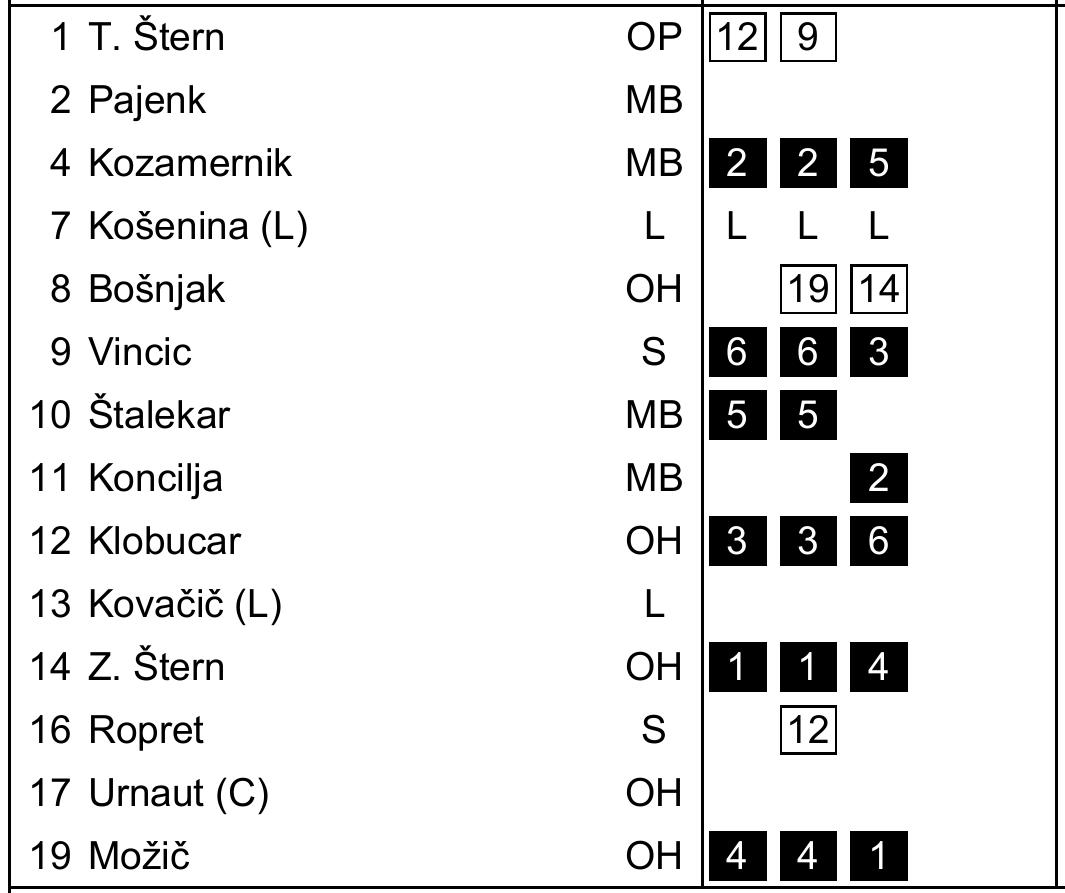 1 T. Štern OP 12 9
2 Pajenk MB
4 Kozamernik MB 2 2 5
7 Košenina (L) L L L L
8 Bošnjak OH 19 14
9 Vincic S 6 6 3
10 Štalekar MB 5 5
11 Koncilja MB 2
12 Klobucar OH 3 3 6
13 Kovačič (L) L
14 Z. Štern OH 1 1 4
16 Ropret S 12
17 Urnaut (C) OH
19 Možič OH 4 4 1